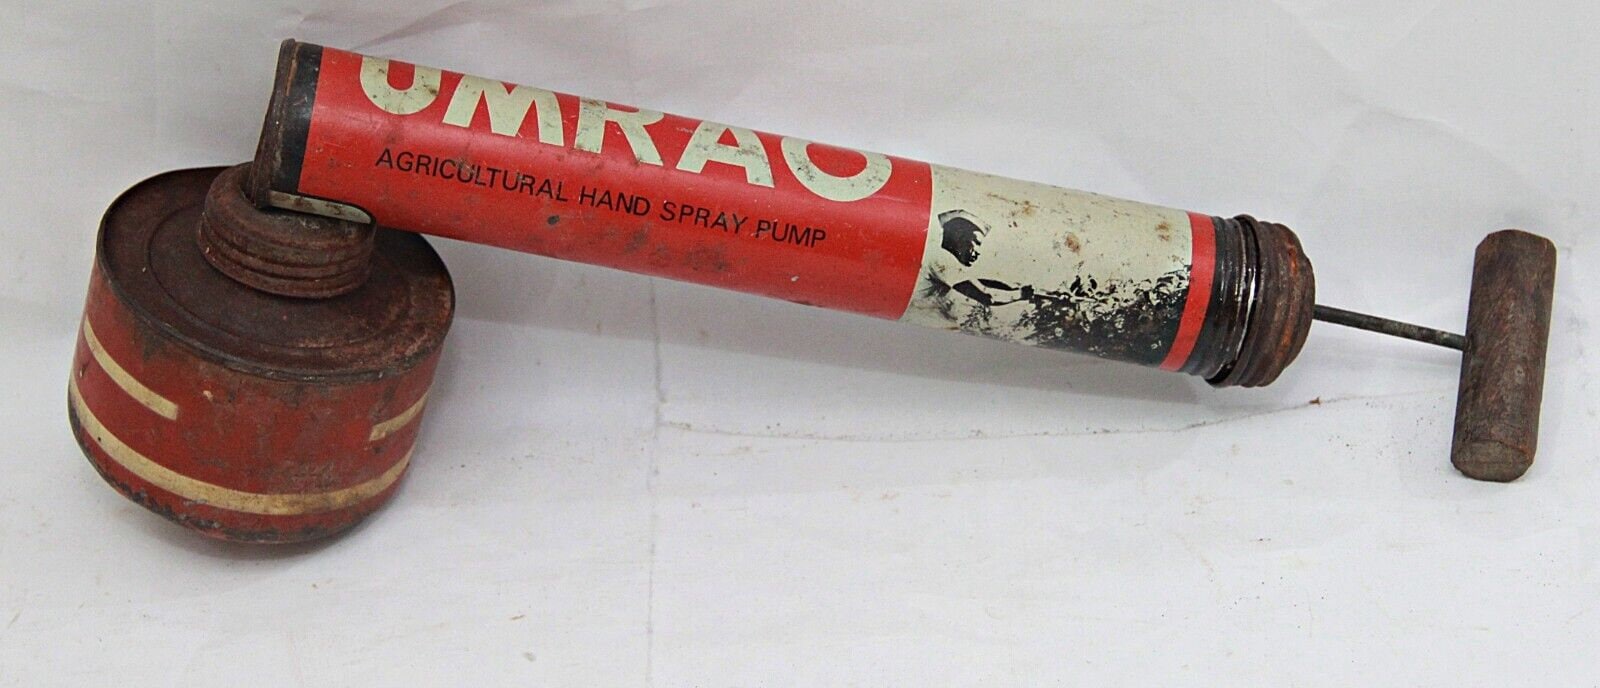 UMRAO
AGRICULTURAL HAND SPRAY PUMP